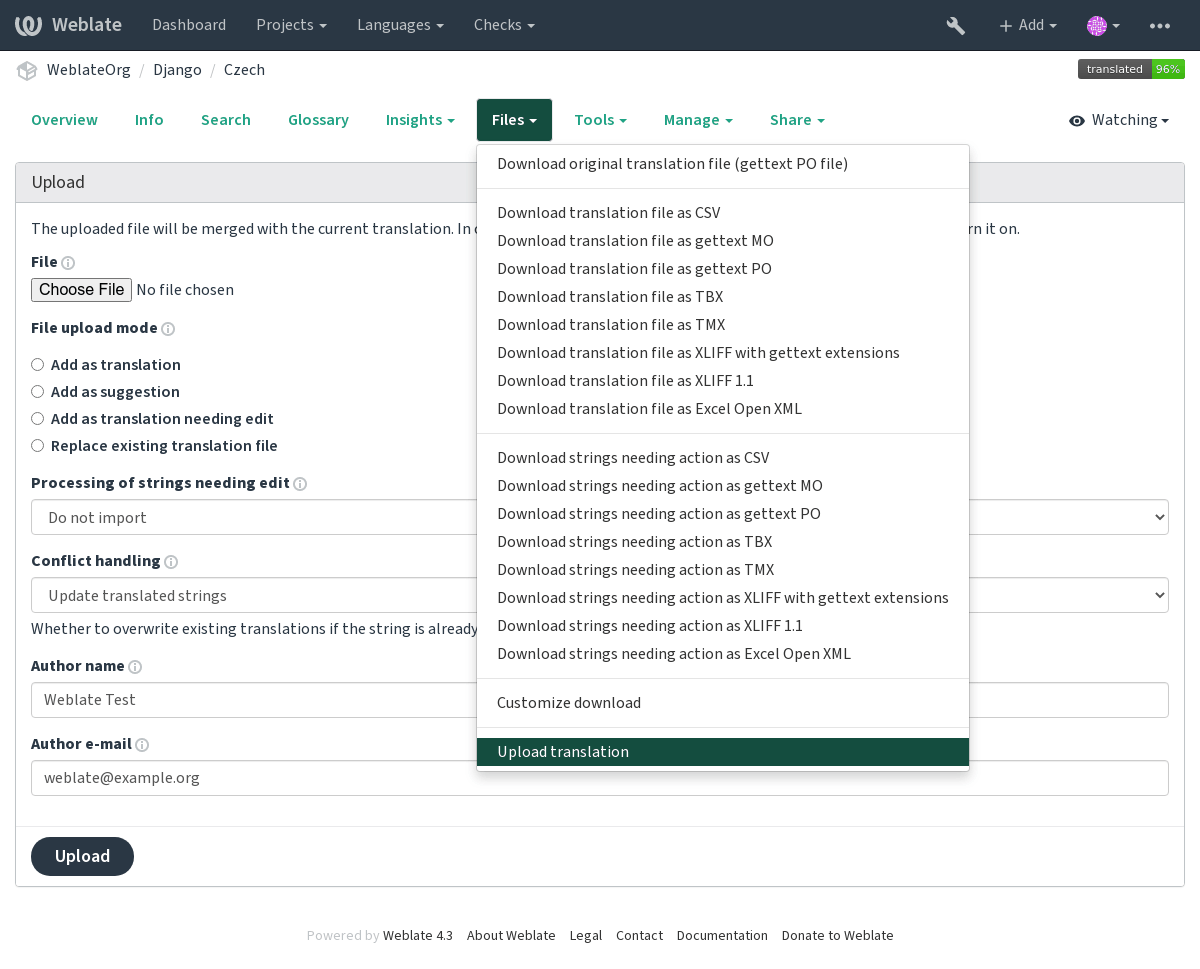 Weblate Dashboard Projects Languages Checks Add
WeblateOrg / Django / Czech translated 96%
Overview Info Search Glossary Insights Files Tools Manage Share Watching
Download original translation file (gettext PO file)
Download translation file as CSV
Download translation file as gettext MO
Download translation file as gettext PO
Download translation file as TBX
Download translation file as TMX
Download translation file as XLIFF with gettext extensions
Download translation file as XLIFF 1.1
Download translation file as Excel Open XML
Download strings needing action as CSV
Download strings needing action as gettext MO
Download strings needing action as gettext PO
Download strings needing action as TBX
Download strings needing action as TMX
Download strings needing action as XLIFF with gettext extensions
Download strings needing action as XLIFF 1.1
Download strings needing action as Excel Open XML
Customize download
Upload translation
Upload
The uploaded file will be merged with the current translation. In it on.
File
Choose File No file chosen
File upload mode
Add as translation
Add as suggestion
Add as translation needing edit
Replace existing translation file
Processing of strings needing edit
Do not import
Conflict handling
Update translated strings
Whether to overwrite existing translations if the string is already
Author name
Weblate Test
Author e-mail
weblate@example.org
Upload
Powered by Weblate 4.3 About Weblate Legal Contact Documentation Donate to Weblate